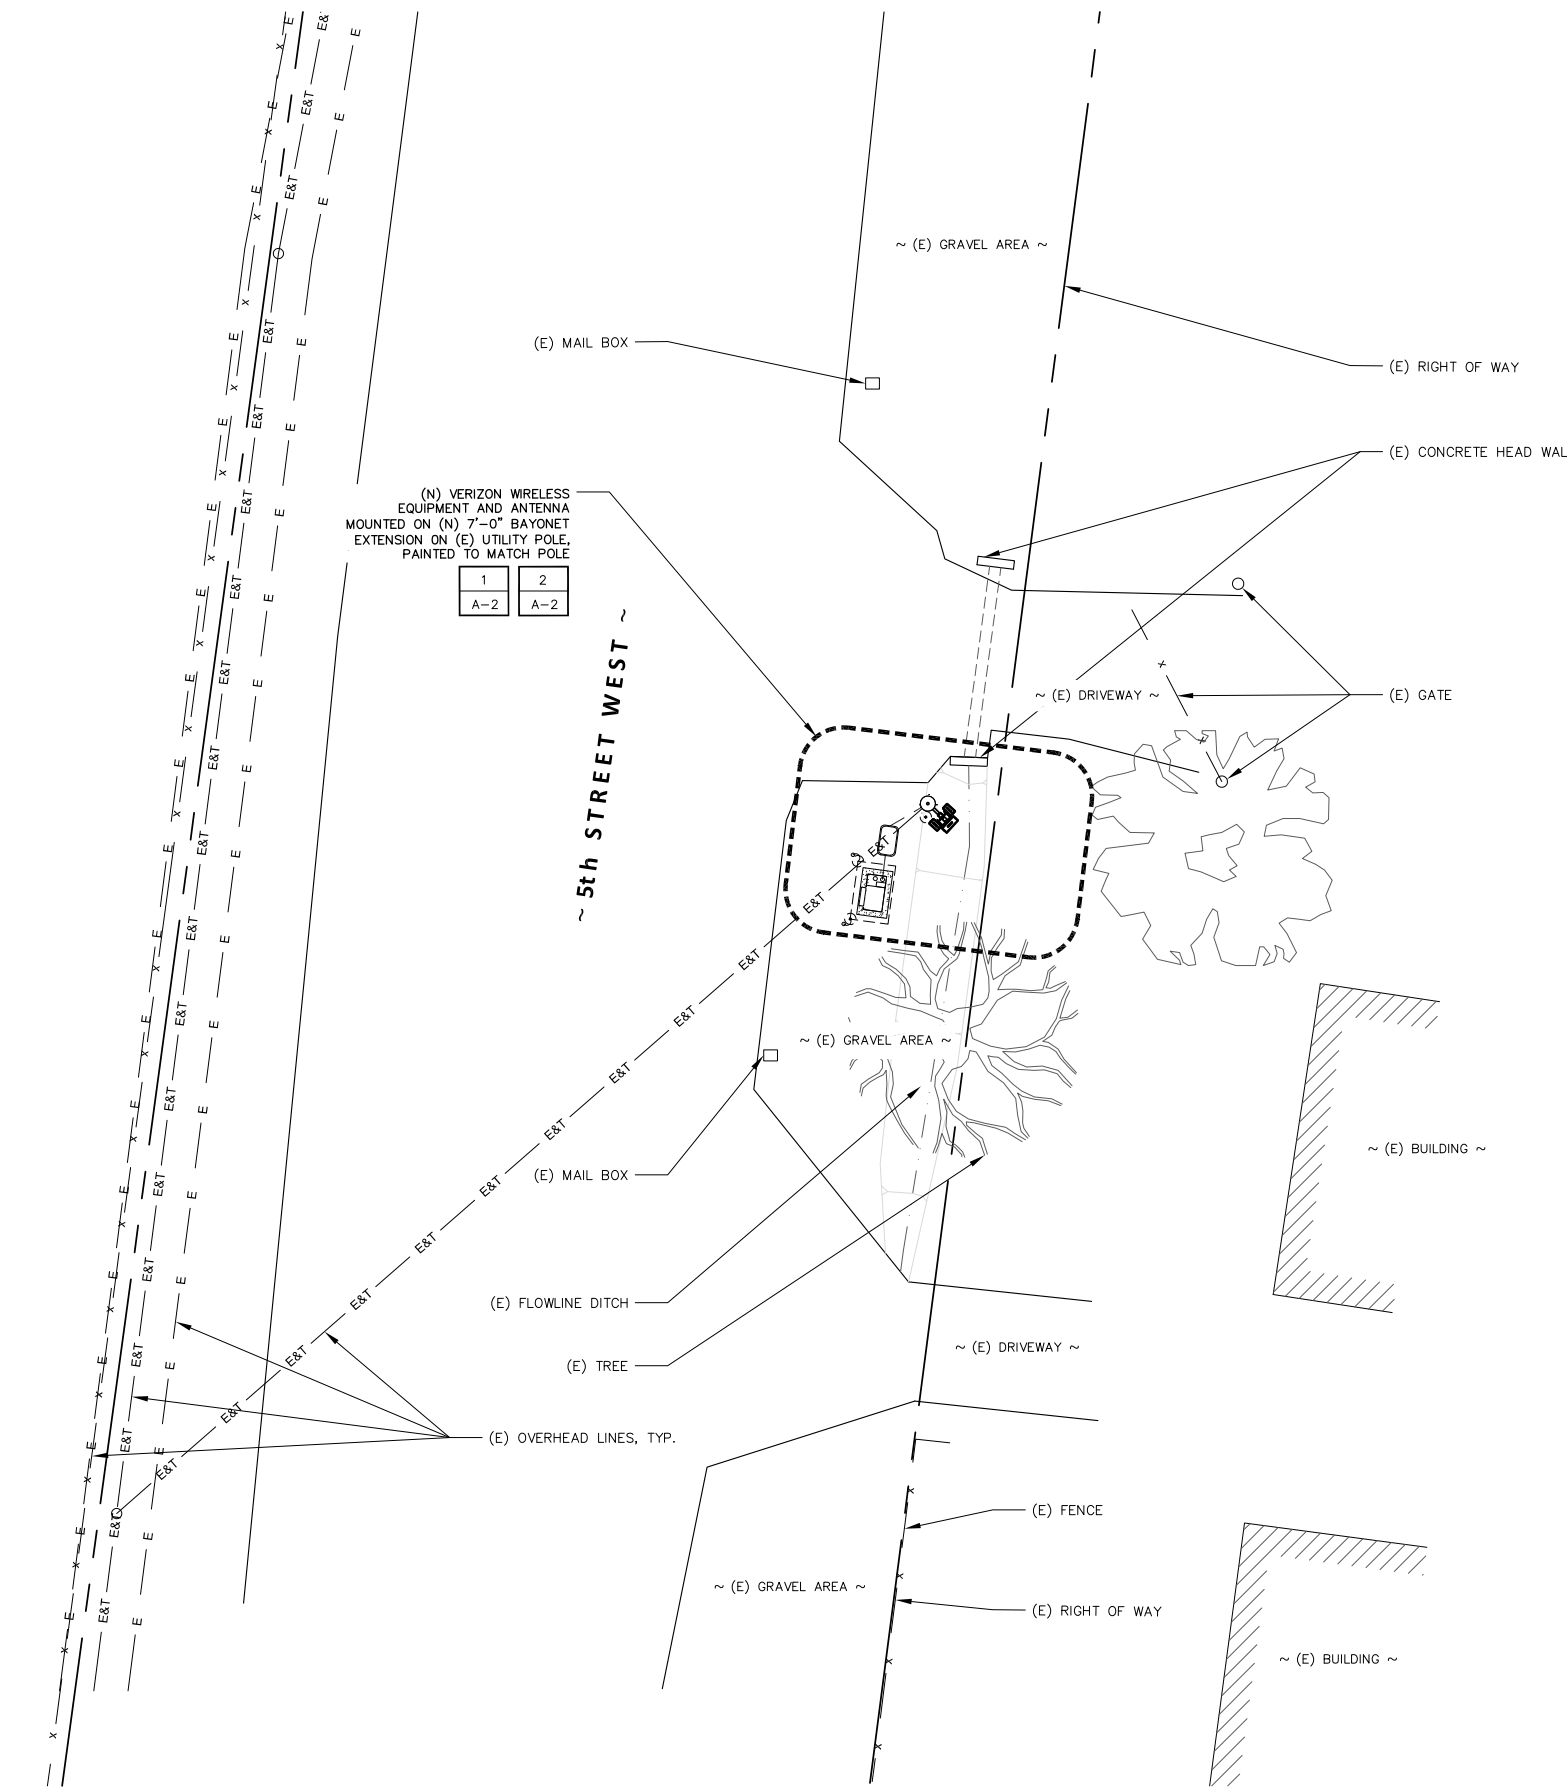 ~ (E) GRAVEL AREA ~
(E) MAIL BOX
(E) RIGHT OF WAY
(E) CONCRETE HEAD WAL
(N) VERIZON WIRELESS
EQUIPMENT AND ANTENNA
MOUNTED ON (N) 7'-0" BAYONET
EXTENSION ON (E) UTILITY POLE,
PAINTED TO MATCH POLE
1 2
A-2 A-2
~ 5th STREET WEST ~
~ (E) DRIVEWAY ~
(E) GATE
E&T
E&T
E&T
E&T
E&T
E&T
E&T
E&T
E&T
E&T
E&T
E&T
~ (E) GRAVEL AREA ~
(E) MAIL BOX
~ (E) BUILDING ~
(E) FLOWLINE DITCH
(E) TREE
~ (E) DRIVEWAY ~
(E) OVERHEAD LINES, TYP.
(E) FENCE
~ (E) GRAVEL AREA ~
(E) RIGHT OF WAY
~ (E) BUILDING ~